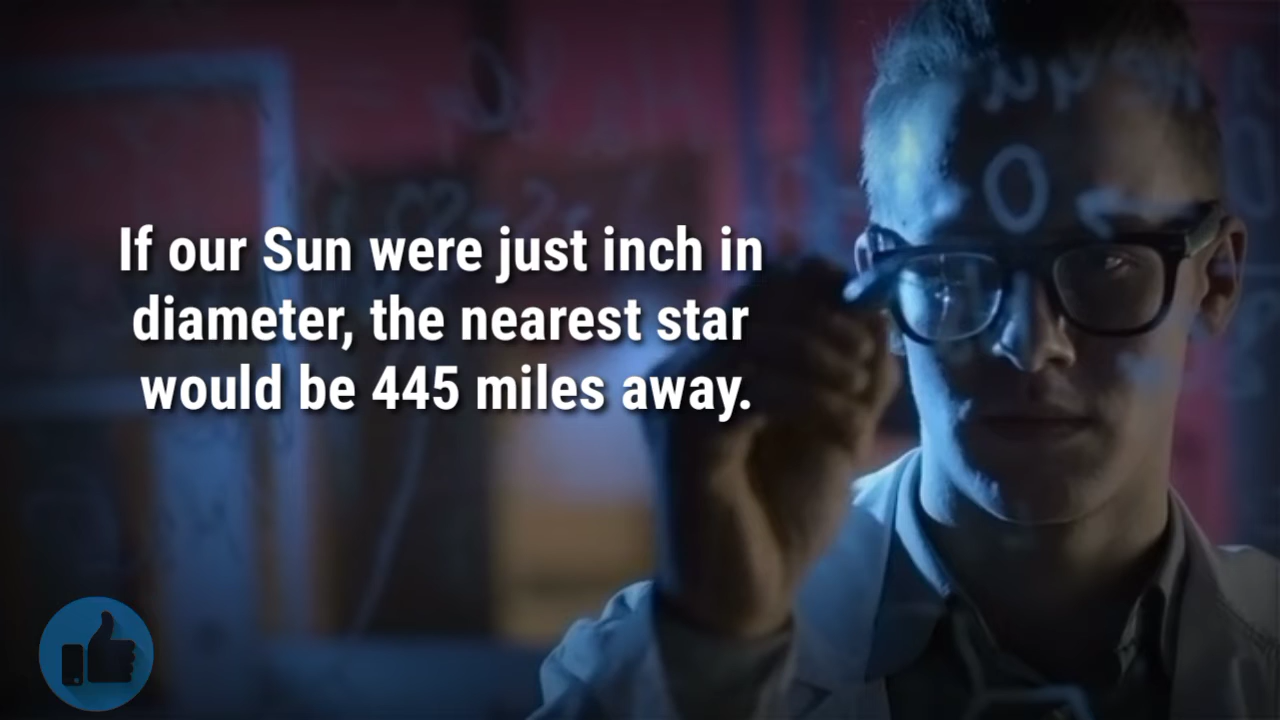 If our Sun were just inch in
diameter, the nearest star
would be 445 miles away.